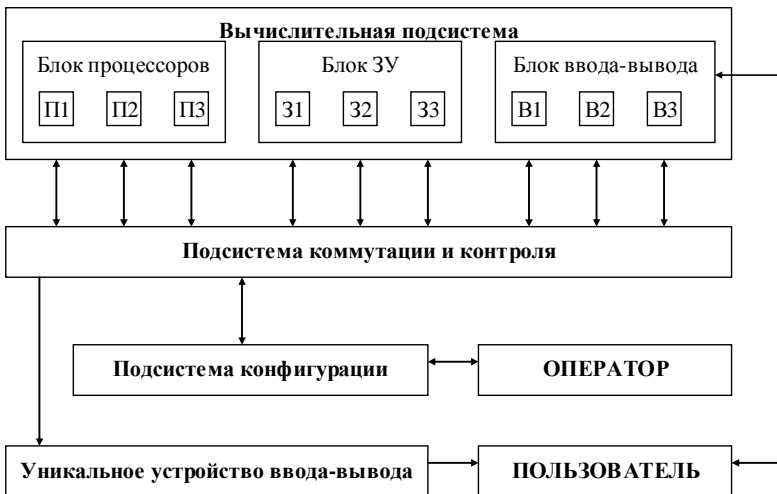 Вычислительная подсистема
Блок процессоров
Блок ЗУ
Блок ввода-вывода
П1 П2 П3
З1 З2 З3
В1 В2 В3
Подсистема коммутации и контроля
Подсистема конфигурации
ОПЕРАТОР
Уникальное устройство ввода-вывода
ПОЛЬЗОВАТЕЛЬ